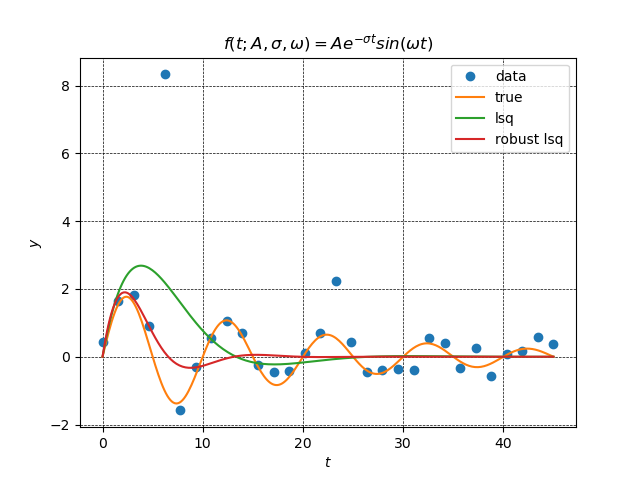 f(t; A, σ, ω) = Ae^{−σt}sin(ωt)
data
true
lsq
robust lsq
8
6
4
2
0
−2
y
0 10 20 30 40
t